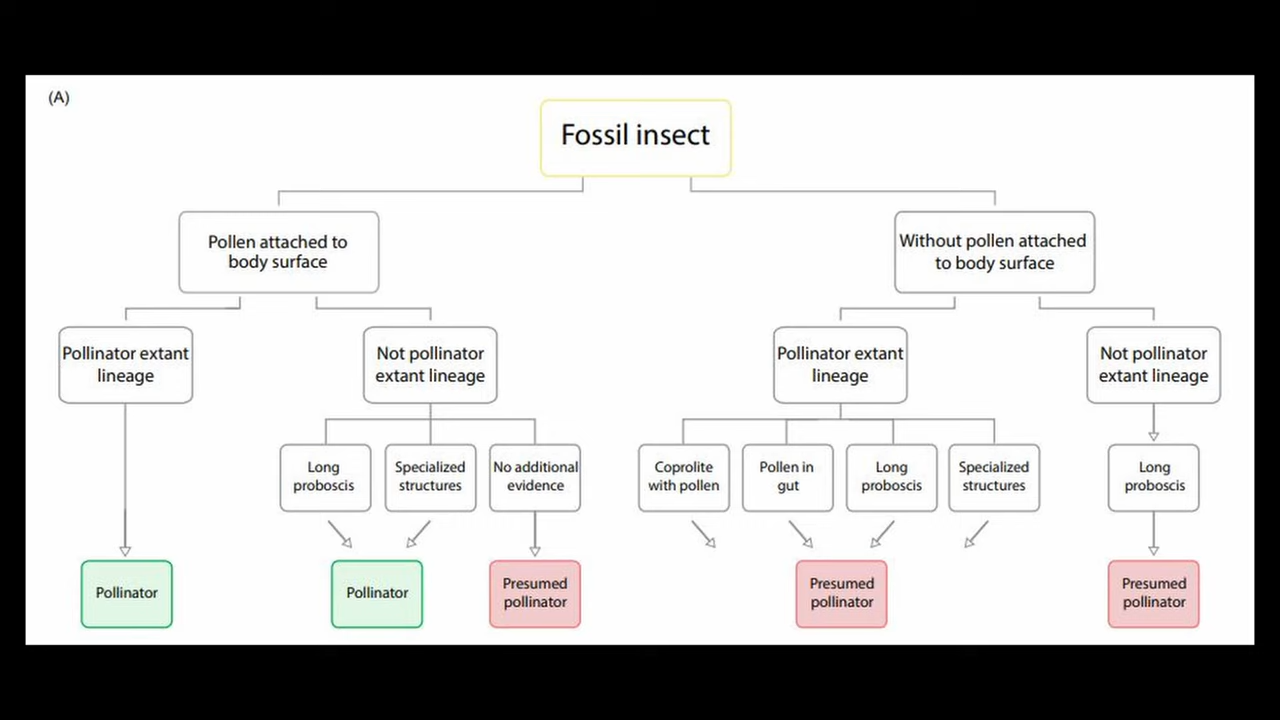 (A)
Fossil insect
Pollen attached to
body surface
Without pollen attached
to body surface
Pollinator extant
lineage
Not pollinator
extant lineage
Pollinator extant
lineage
Not pollinator
extant lineage
Long
proboscis
Specialized
structures
No additional
evidence
Coprolite
with pollen
Pollen in
gut
Long
proboscis
Specialized
structures
Long
proboscis
Pollinator
Pollinator
Presumed
pollinator
Presumed
pollinator
Presumed
pollinator